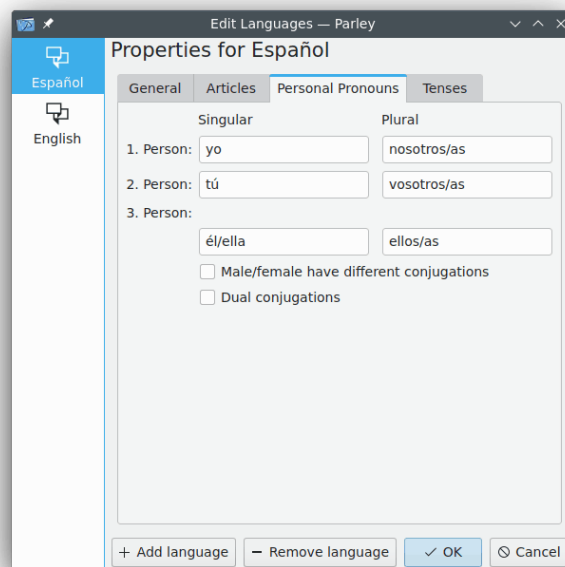 Edit Languages — Parley
Español
English
Properties for Español
General Articles Personal Pronouns Tenses
Singular Plural
1. Person: yo nosotros/as
2. Person: tú vosotros/as
3. Person:
él/ella ellos/as
Male/female have different conjugations
Dual conjugations
+ Add language − Remove language OK Cancel